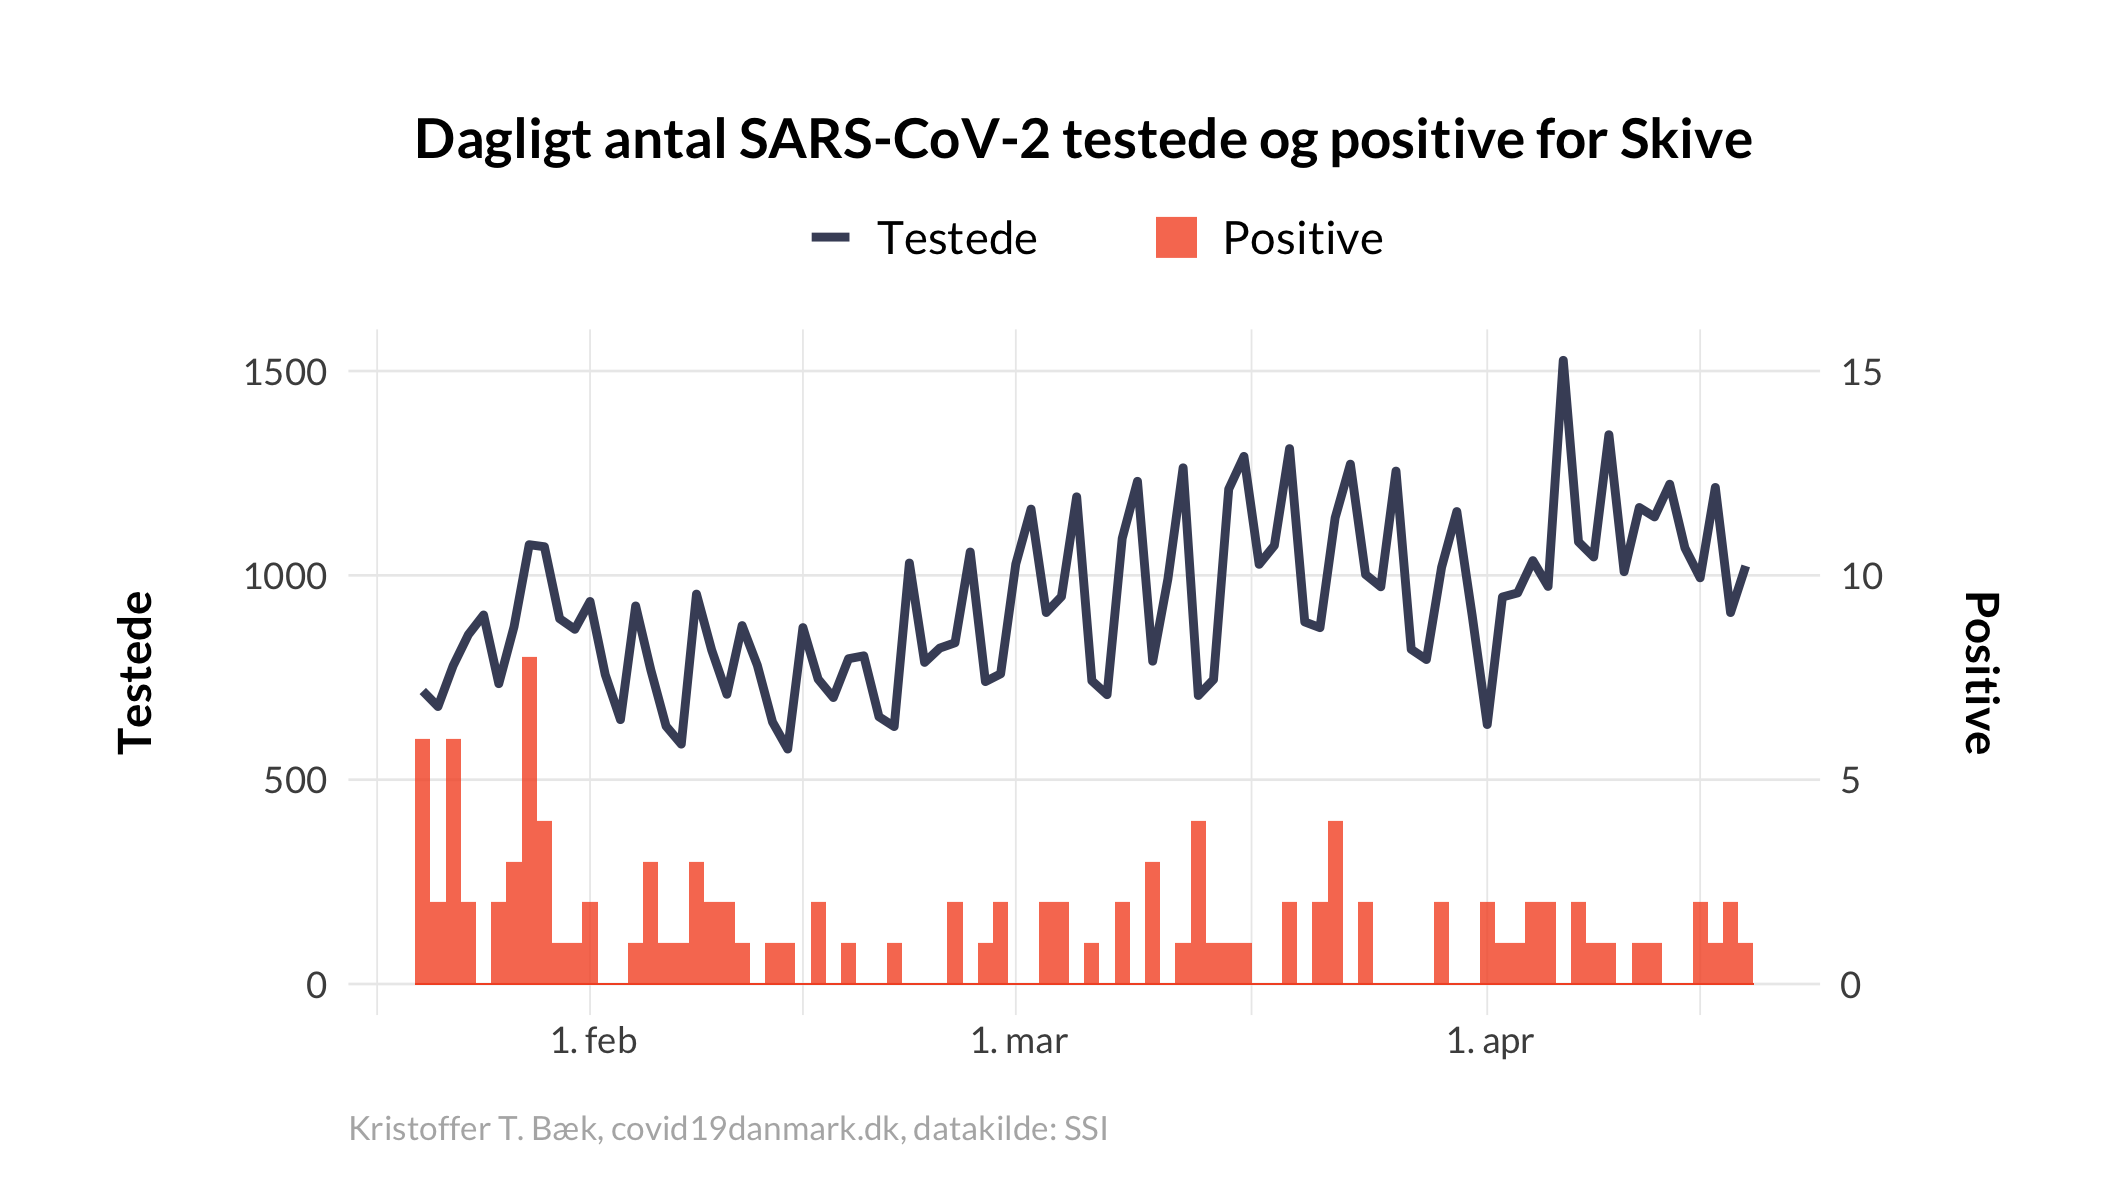 Dagligt antal SARS-CoV-2 testede og positive for Skive
Testede
Positive
1500
1000
500
0
15
10
5
0
Testede
Positive
1. feb
1. mar
1. apr
Kristoffer T. Bæk, covid19danmark.dk, datakilde: SSI